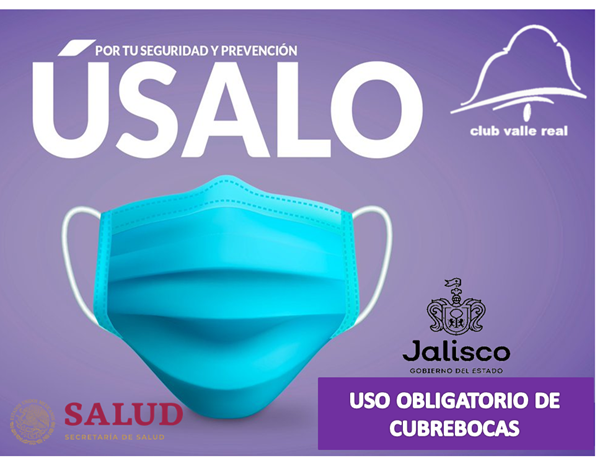 POR TU SEGURIDAD Y PREVENCIÓN
ÚSALO
club valle real
Jalisco
GOBIERNO DEL ESTADO
SALUD
SECRETARÍA DE SALUD
USO OBLIGATORIO DE
CUBREBOCAS